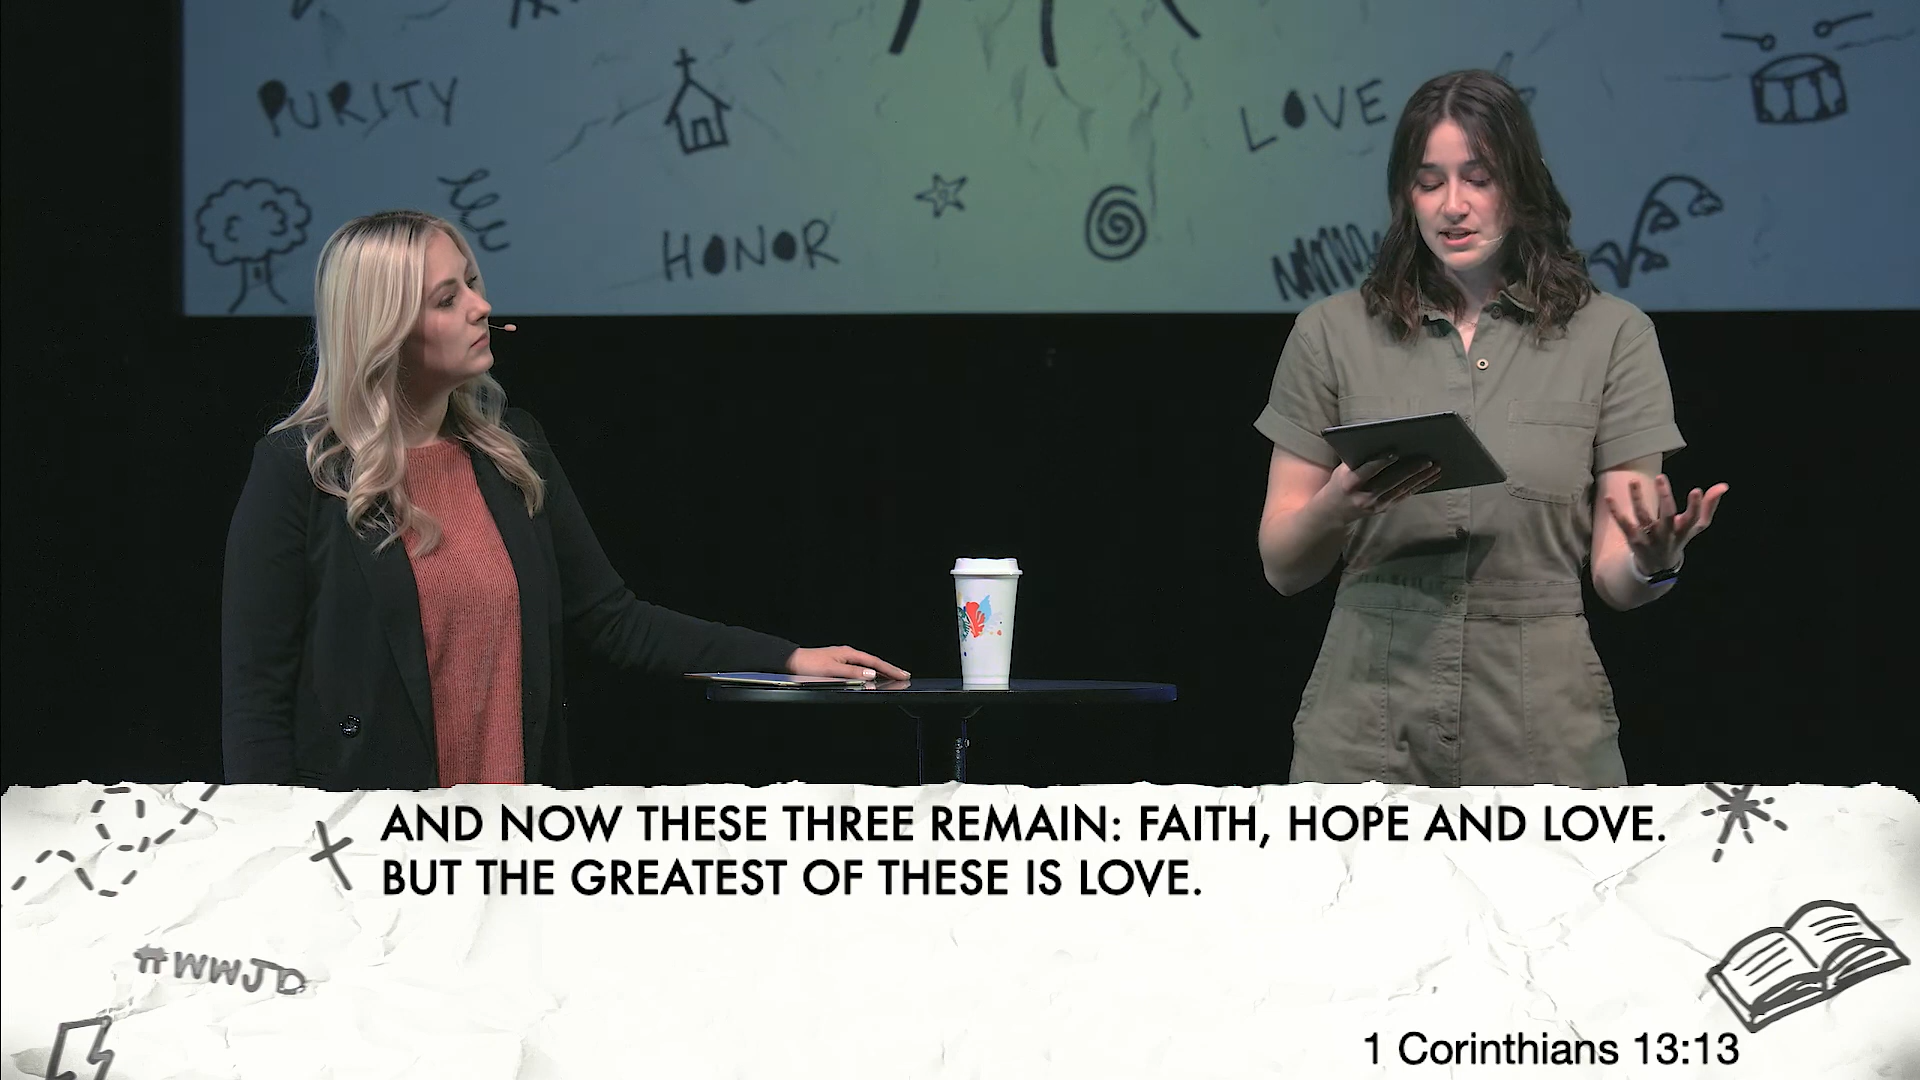 PURITY
LOVE
HONOR
AND NOW THESE THREE REMAIN: FAITH, HOPE AND LOVE.
BUT THE GREATEST OF THESE IS LOVE.
#WWJD
1 Corinthians 13:13